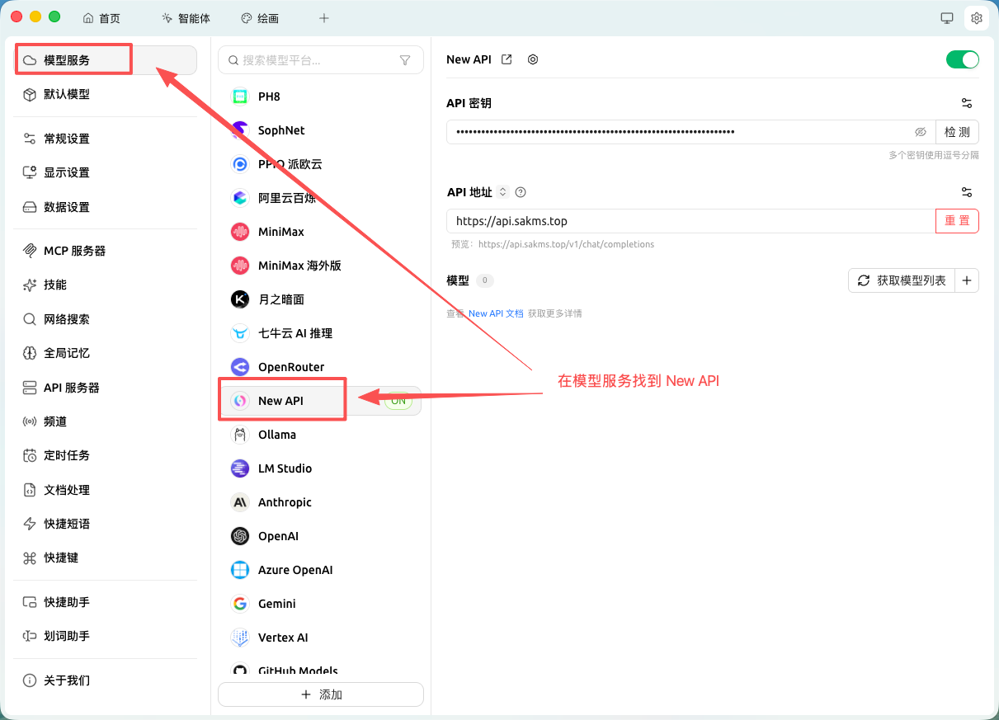 首页
智能体
绘画
模型服务
默认模型
常规设置
显示设置
数据设置
MCP 服务器
技能
网络搜索
全局记忆
API 服务器
频道
定时任务
文档处理
快捷短语
快捷键
快捷助手
划词助手
关于我们
搜索模型平台...
PH8
SophNet
PPIO 派欧云
阿里云百炼
MiniMax
MiniMax 海外版
月之暗面
七牛云 AI 推理
OpenRouter
New API
ON
Ollama
LM Studio
Anthropic
OpenAI
Azure OpenAI
Gemini
Vertex AI
GitHub Models
添加
New API
API 密钥
检测
多个密钥使用逗号分隔
API 地址
https://api.sakms.top
重置
预览: https://api.sakms.top/v1/chat/completions
模型 0
获取模型列表
查看 New API 文档 获取更多详情
在模型服务找到 New API